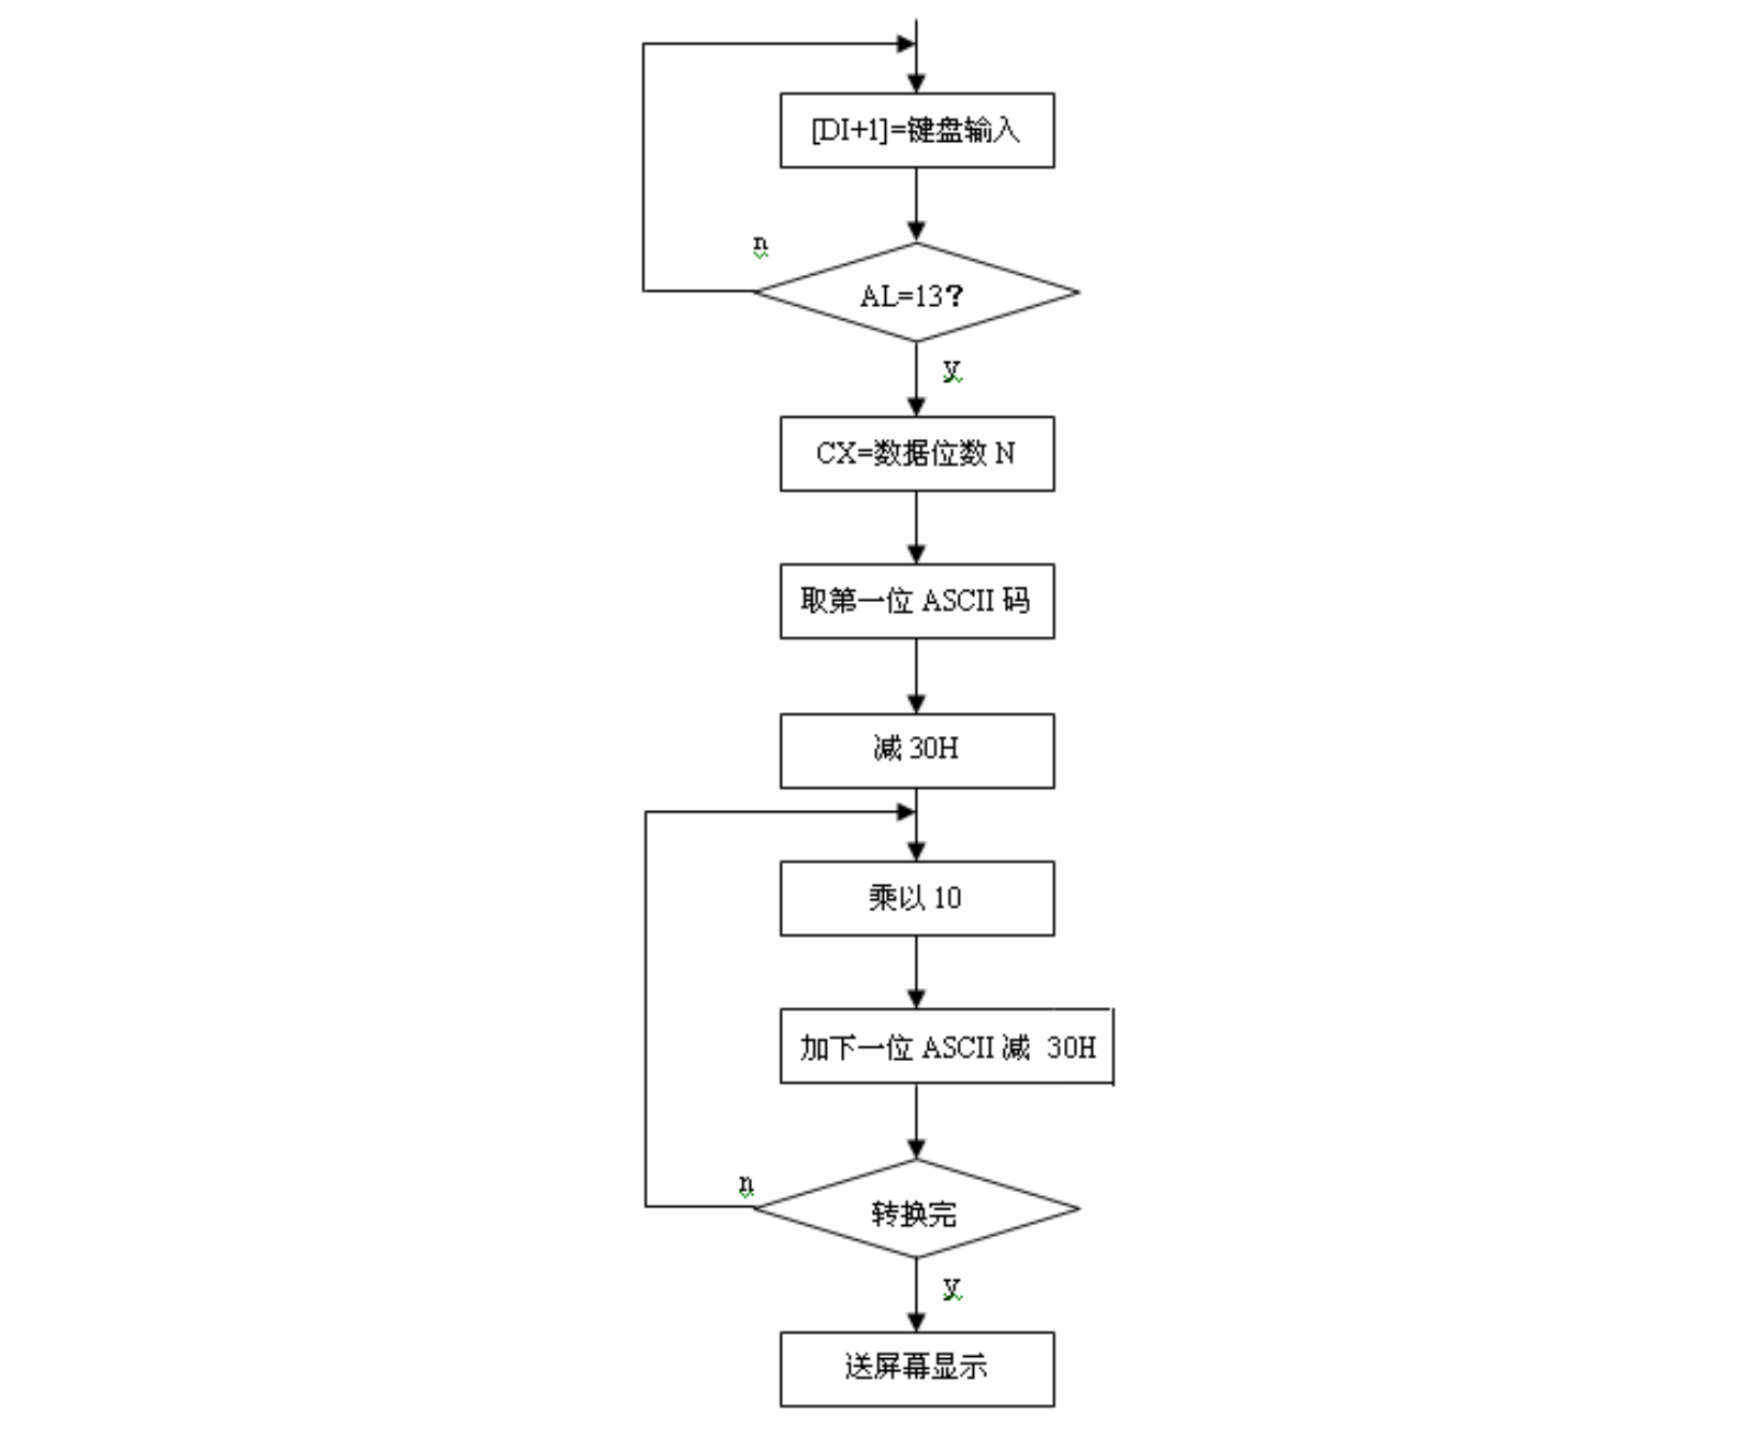 [DI+1]=键盘输入
n
AL=13?
y
CX=数据位数 N
取第一位 ASCII 码
减 30H
乘以 10
加下一位 ASCII 减 30H
n
转换完
y
送屏幕显示